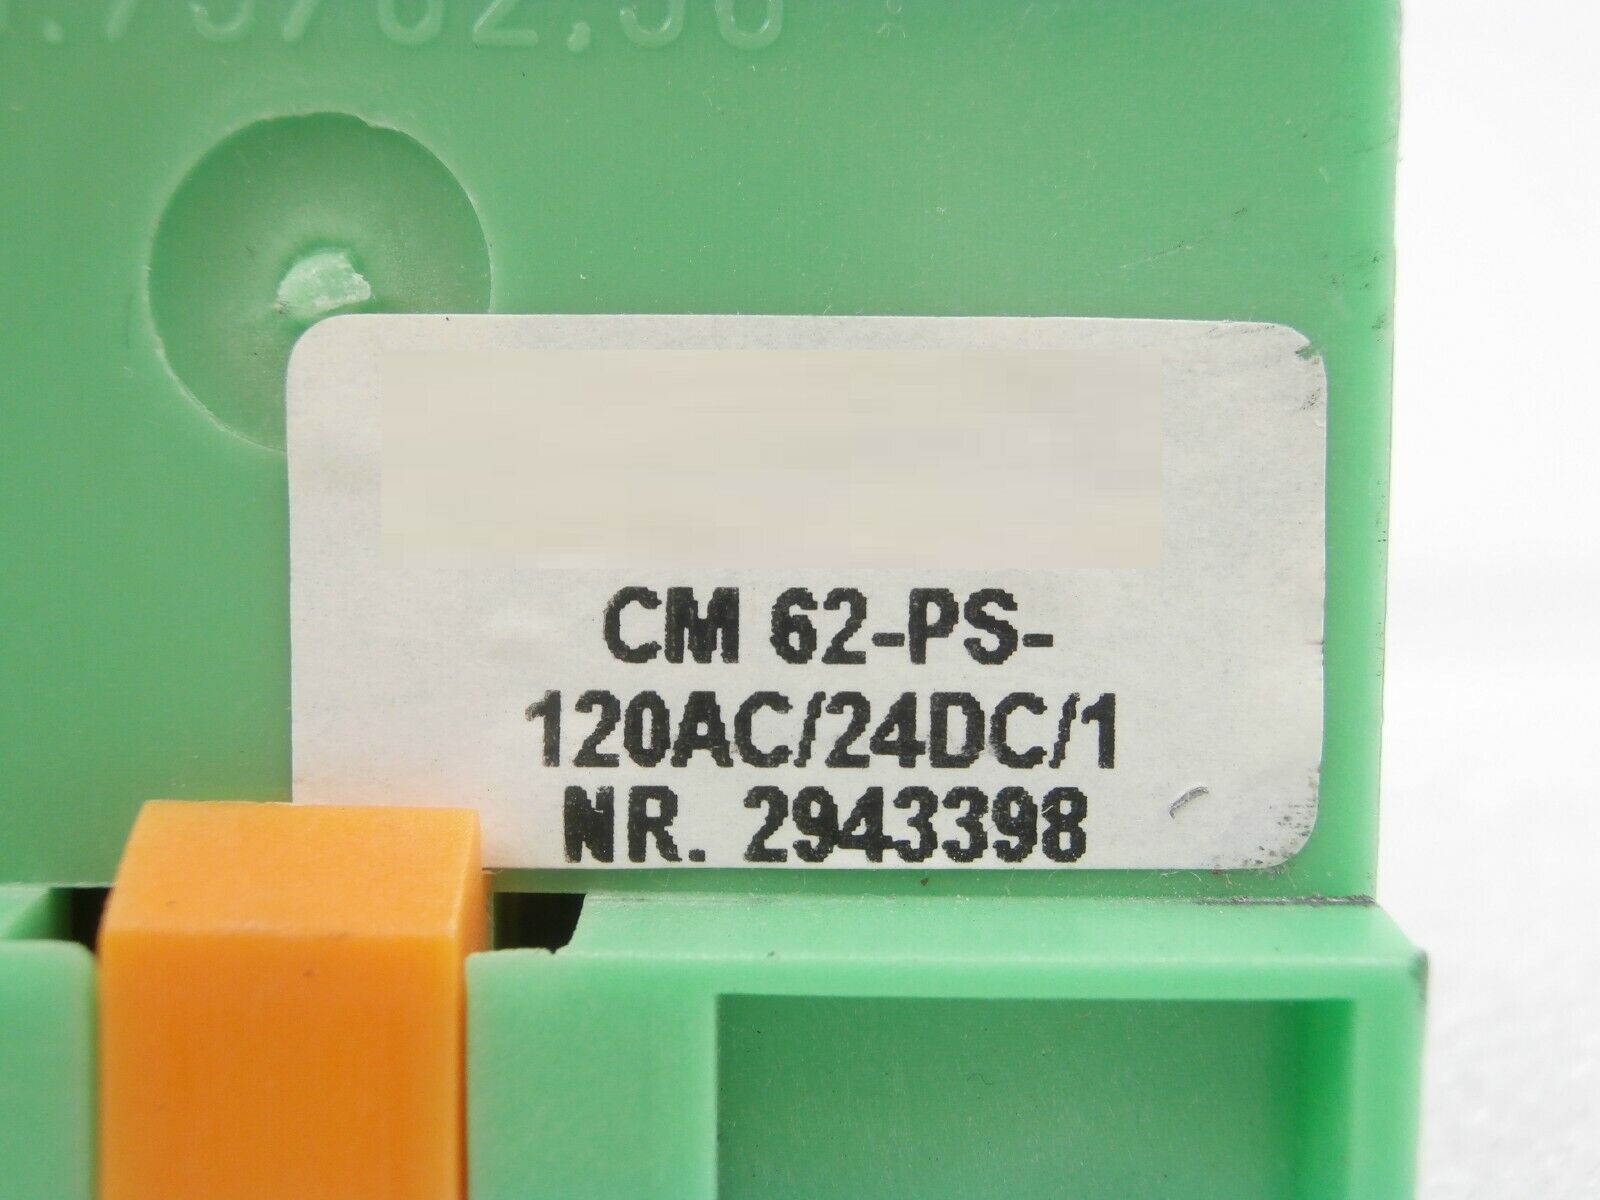 CM 62-PS-
120AC/24DC/1
NR. 2943398